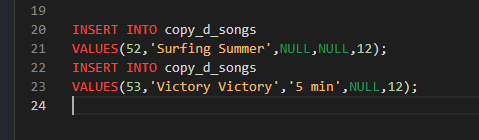 19
20 INSERT INTO copy_d_songs
21 VALUES(52,'Surfing Summer',NULL,NULL,12);
22 INSERT INTO copy_d_songs
23 VALUES(53,'Victory Victory','5 min',NULL,12);
24